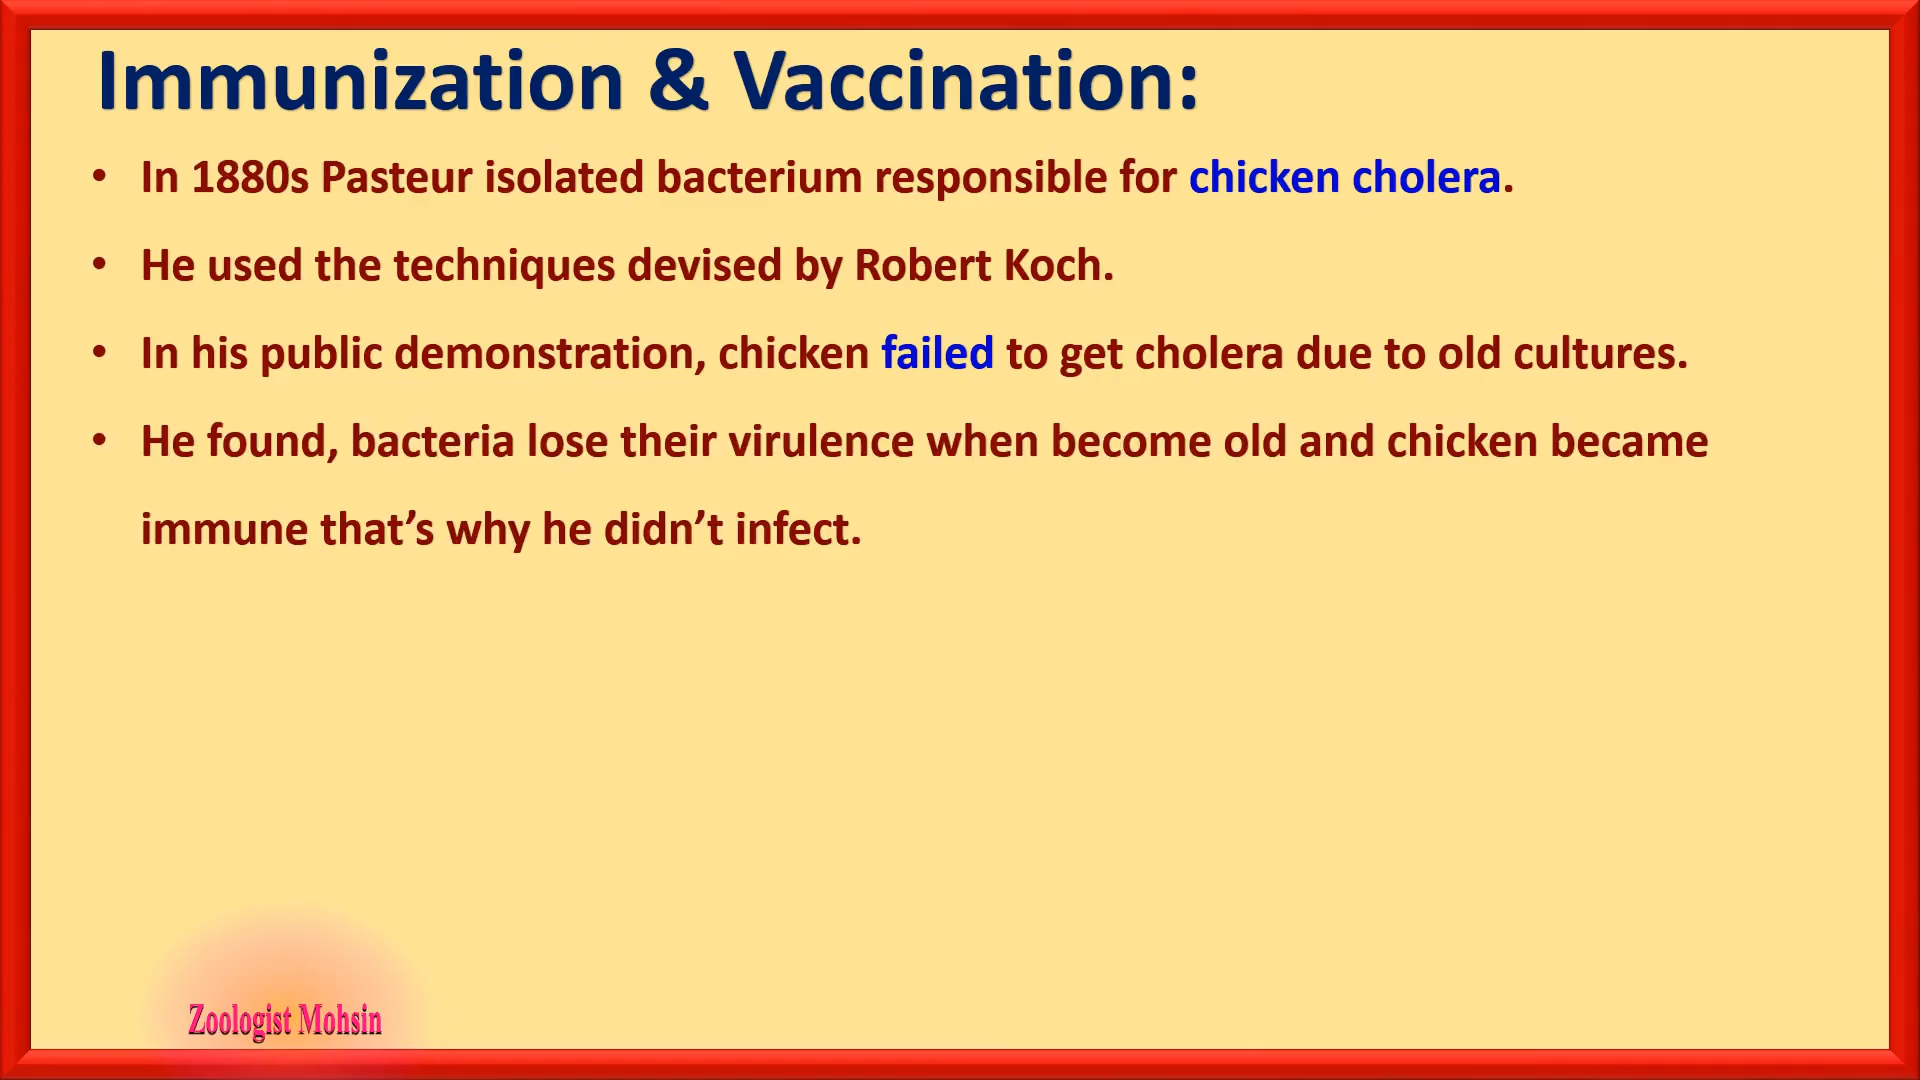 Immunization & Vaccination:
• In 1880s Pasteur isolated bacterium responsible for chicken cholera.
• He used the techniques devised by Robert Koch.
• In his public demonstration, chicken failed to get cholera due to old cultures.
• He found, bacteria lose their virulence when become old and chicken became
immune that’s why he didn’t infect.
Zoologist Mohsin